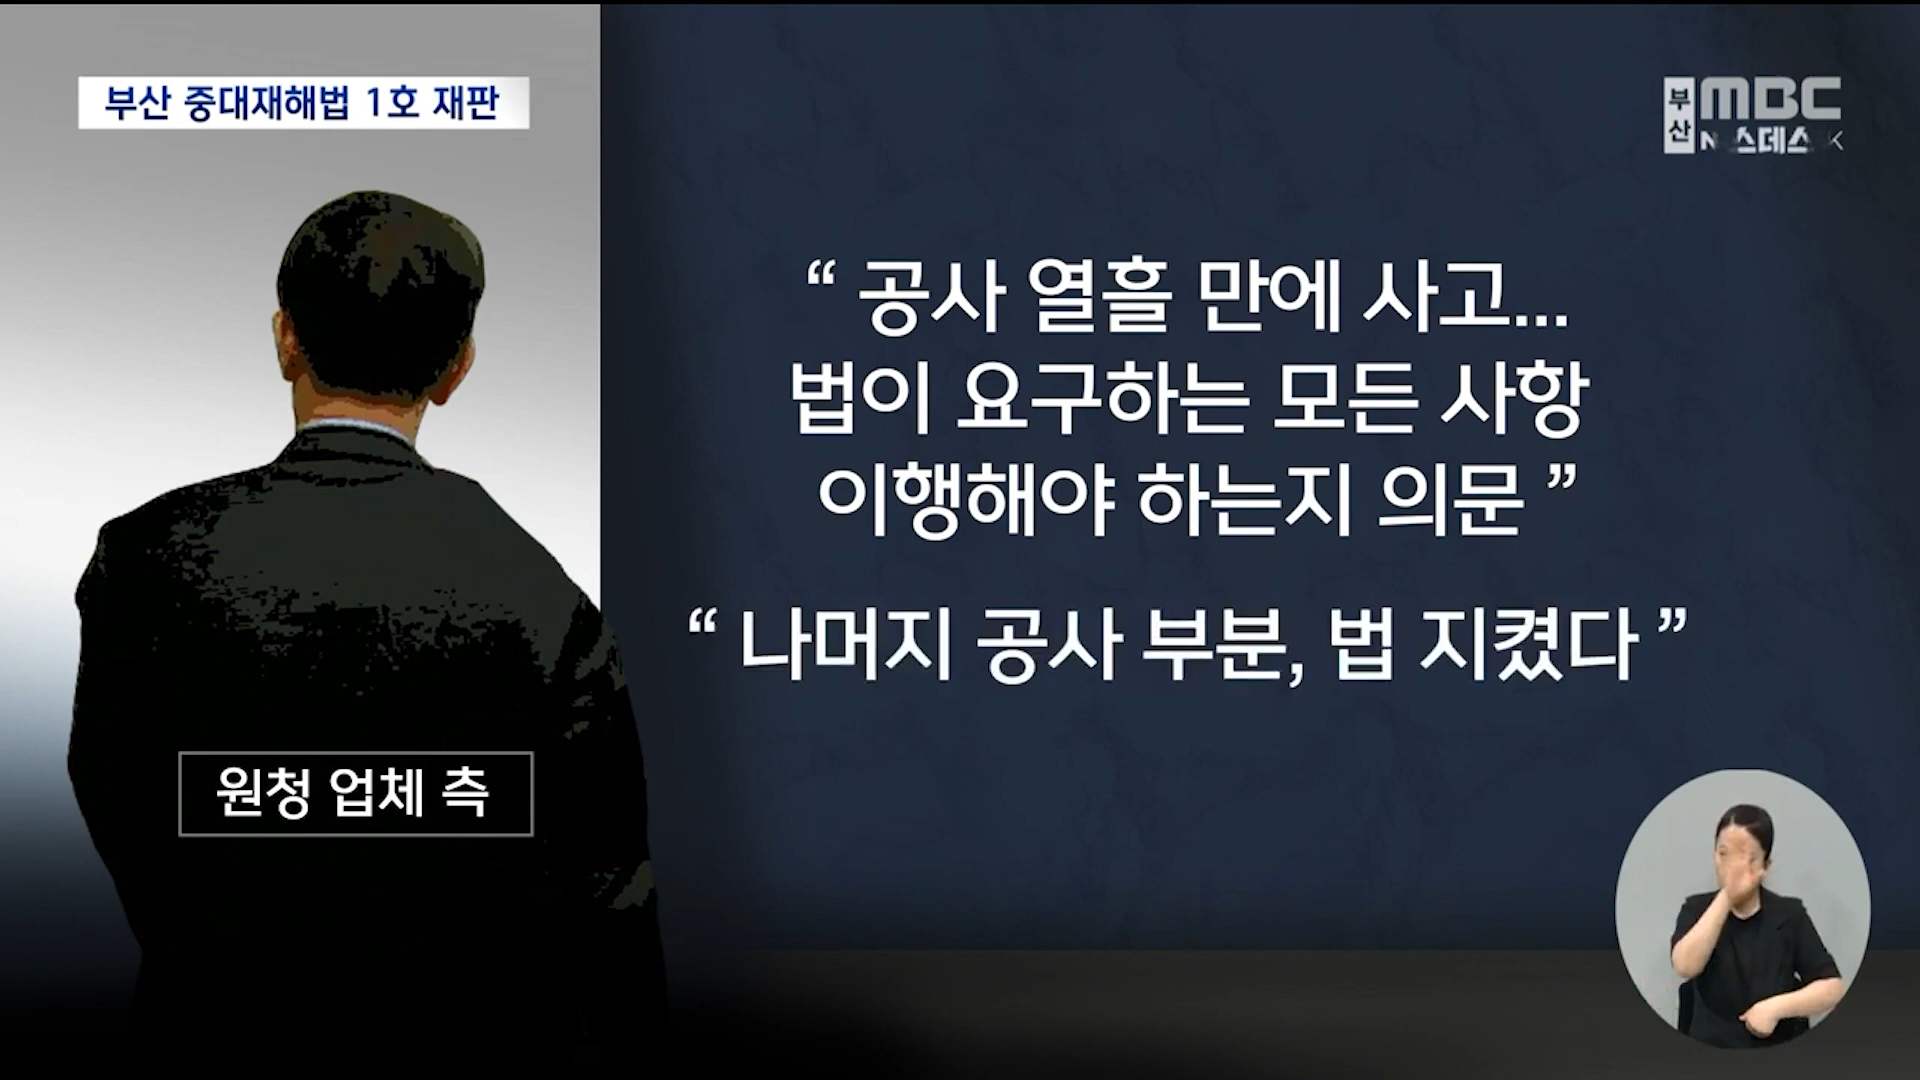 부산 중대재해법 1호 재판
부산 MBC
스데스
“ 공사 열흘 만에 사고...
법이 요구하는 모든 사항
이행해야 하는지 의문 ”
“ 나머지 공사 부분, 법 지켰다 ”
원청 업체 측